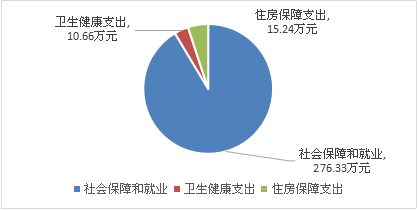 卫生健康支出,
10.66万元
住房保障支出,
15.24万元
社会保障和就业,
276.33万元
社会保障和就业 卫生健康支出 住房保障支出